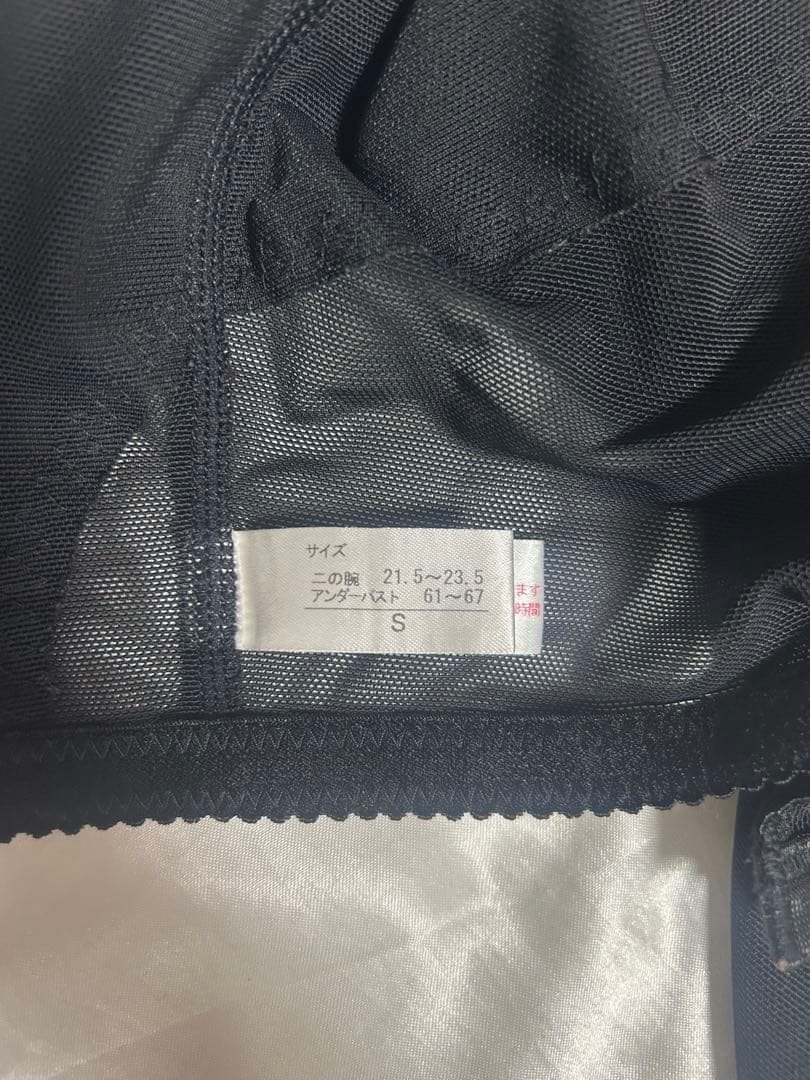 サイズ
二の腕 21.5～23.5
アンダーバスト 61～67
S
ます
時間